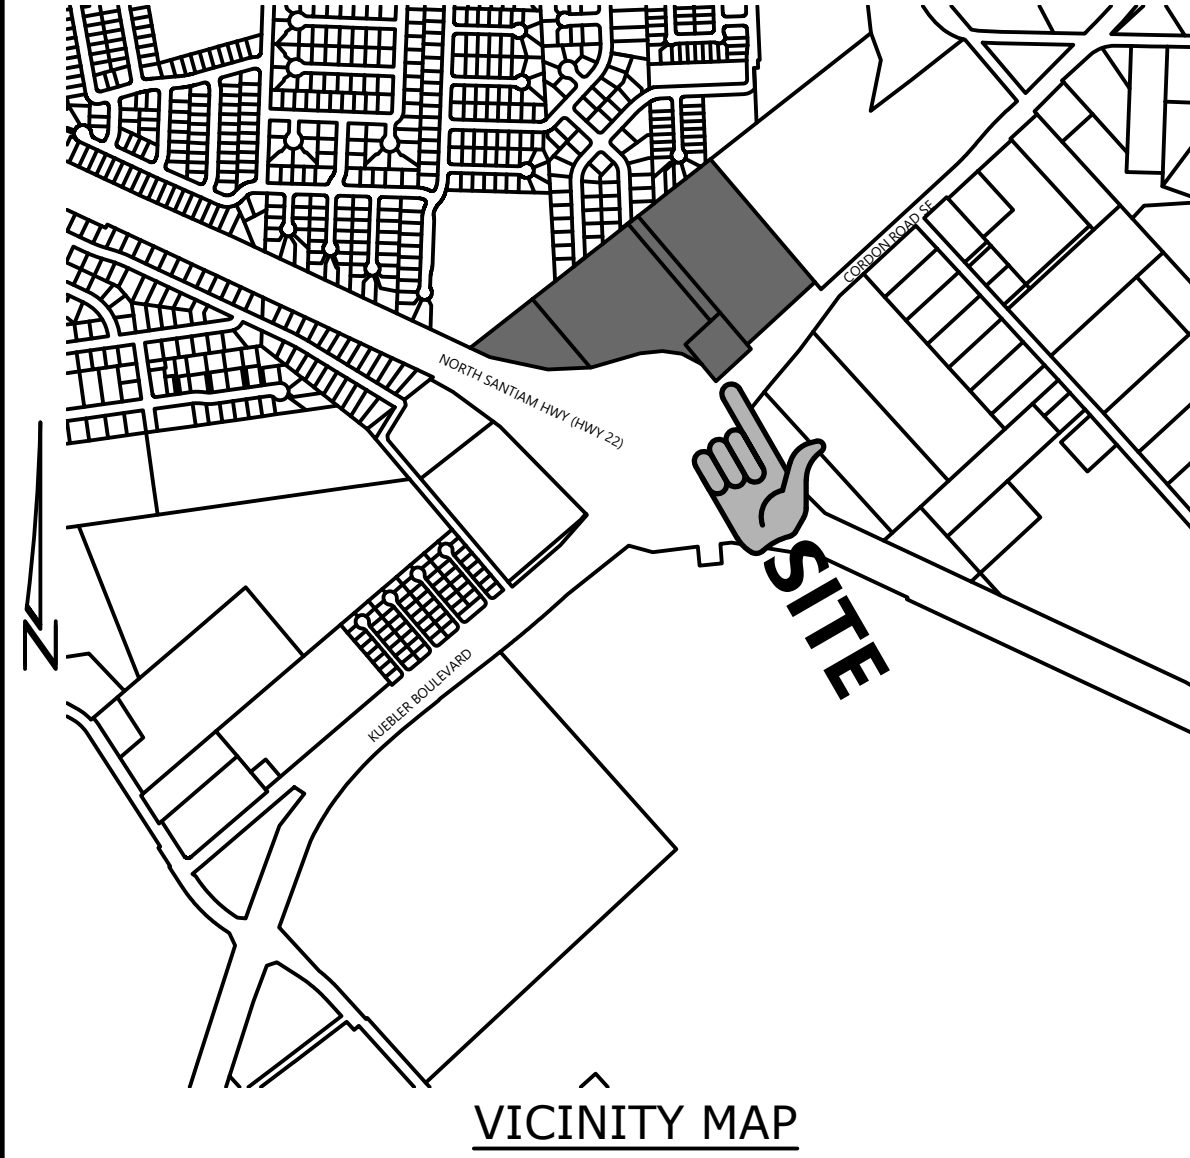 CORDON ROAD SE
NORTH SANTIAM HWY (HWY 22)
SITE
N
KUEBLER BOULEVARD
VICINITY MAP